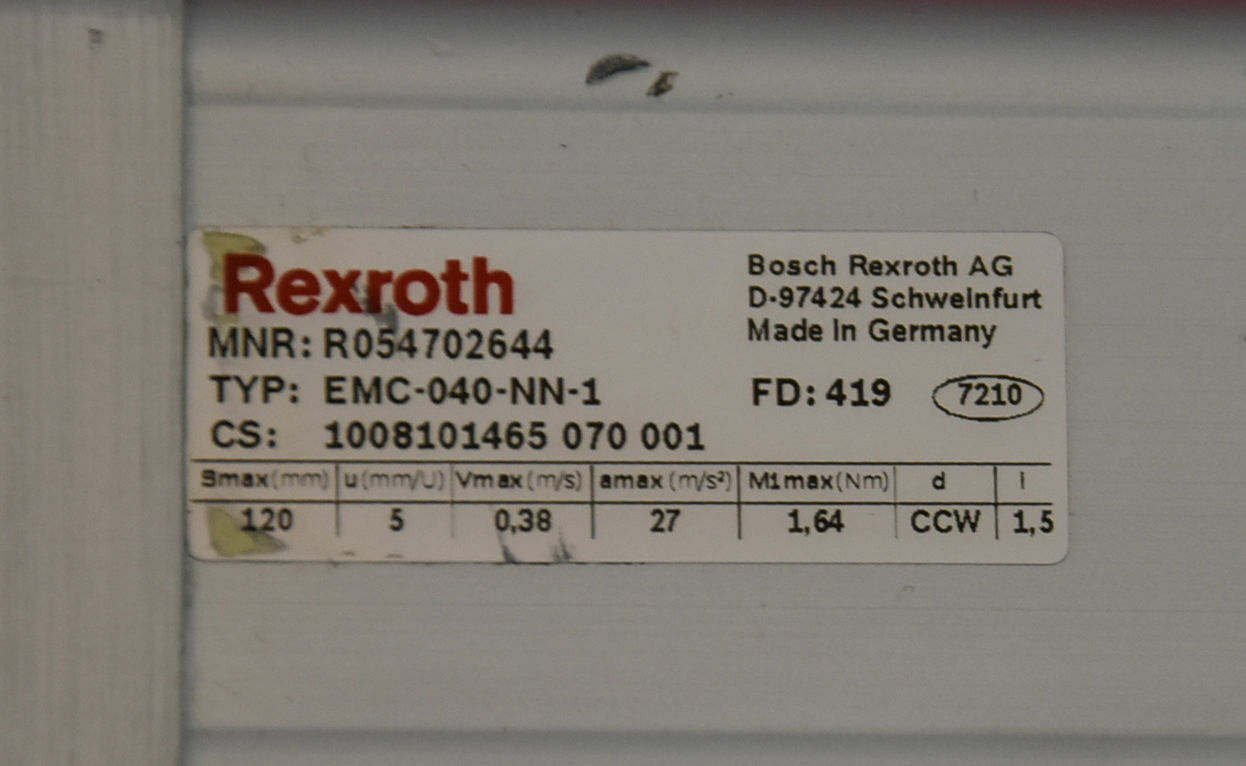 Rexroth
Bosch Rexroth AG
D-97424 Schweinfurt
Made in Germany
MNR: R054702644
TYP: EMC-040-NN-1
FD: 419 7210
CS: 1008101465 070 001
Smax(mm) u(mm/U) Vmax(m/s) amax(m/s²) M1max(Nm) d i
120 5 0,38 27 1,64 CCW 1,5